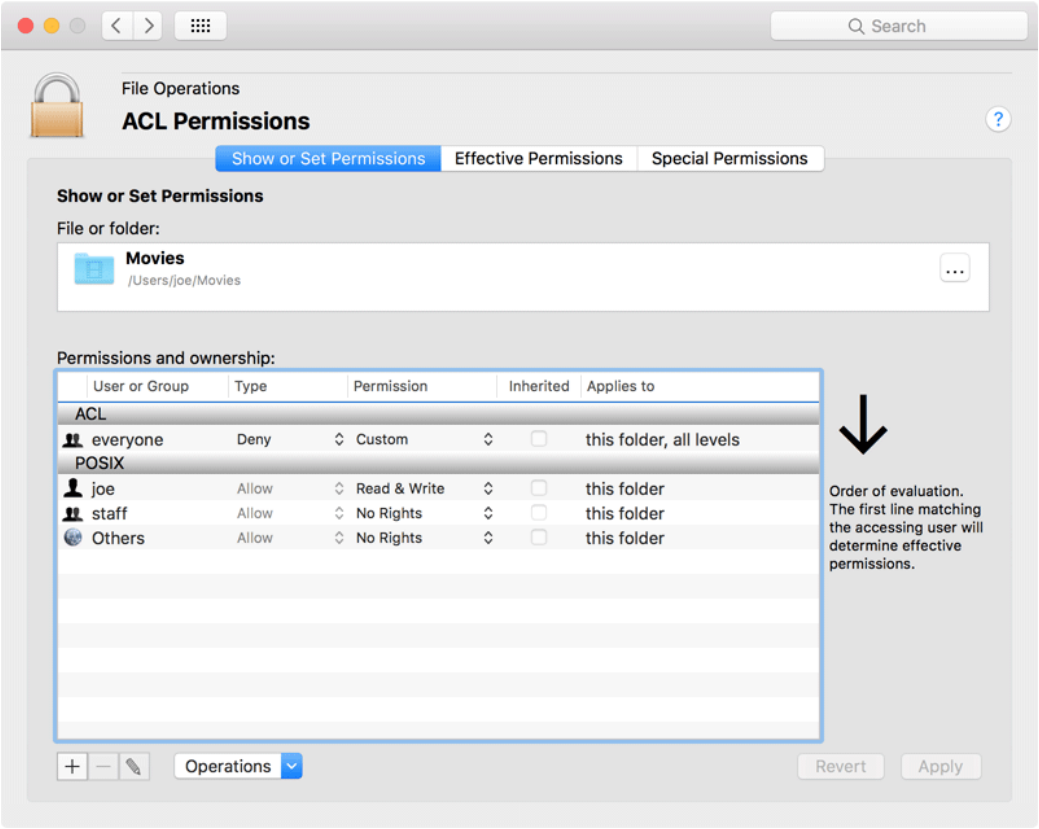 Search
File Operations
ACL Permissions
?
Show or Set Permissions Effective Permissions Special Permissions
Show or Set Permissions
File or folder:
Movies
/Users/joe/Movies
...
Permissions and ownership:
User or Group Type Permission Inherited Applies to
ACL
everyone Deny Custom this folder, all levels
POSIX
joe Allow Read & Write this folder
staff Allow No Rights this folder
Others Allow No Rights this folder
Order of evaluation.
The first line matching
the accessing user will
determine effective
permissions.
Operations Revert Apply